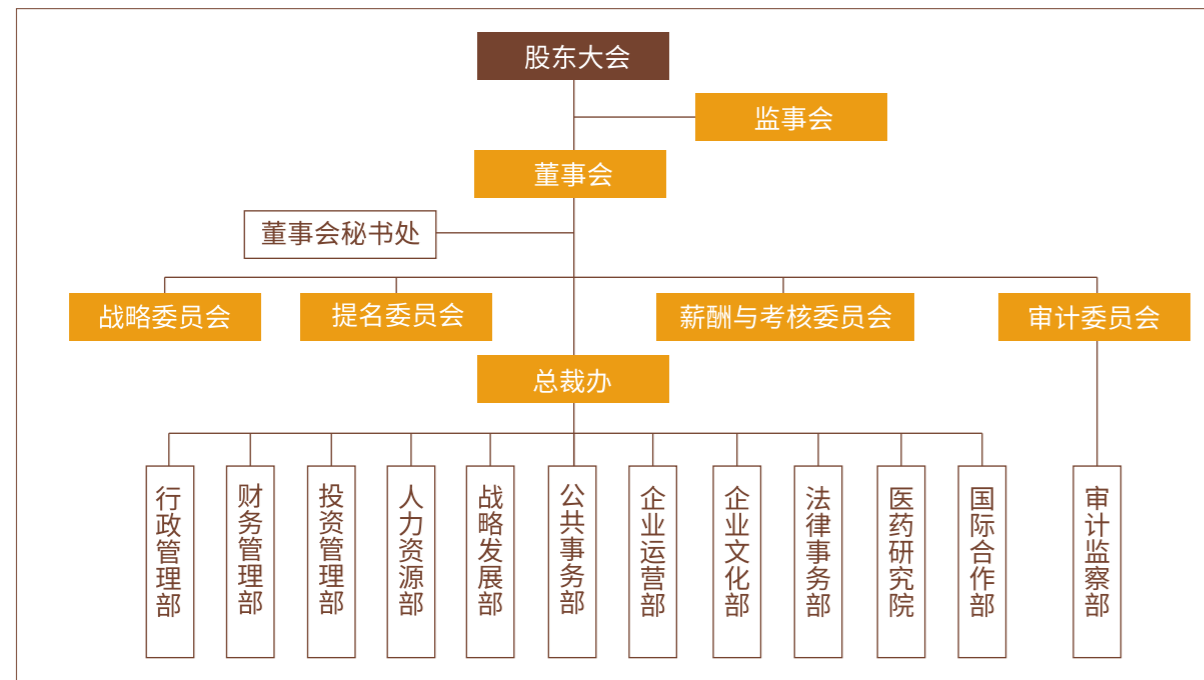 股东大会
监事会
董事会
董事会秘书处
战略委员会
提名委员会
薪酬与考核委员会
审计委员会
总裁办
行政管理部
财务管理部
投资管理部
人力资源部
战略发展部
公共事务部
企业运营部
企业文化部
法律事务部
医药研究院
国际合作部
审计监察部